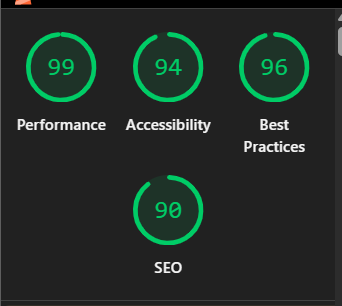 99
94
96
Performance
Accessibility
Best
Practices
90
SEO